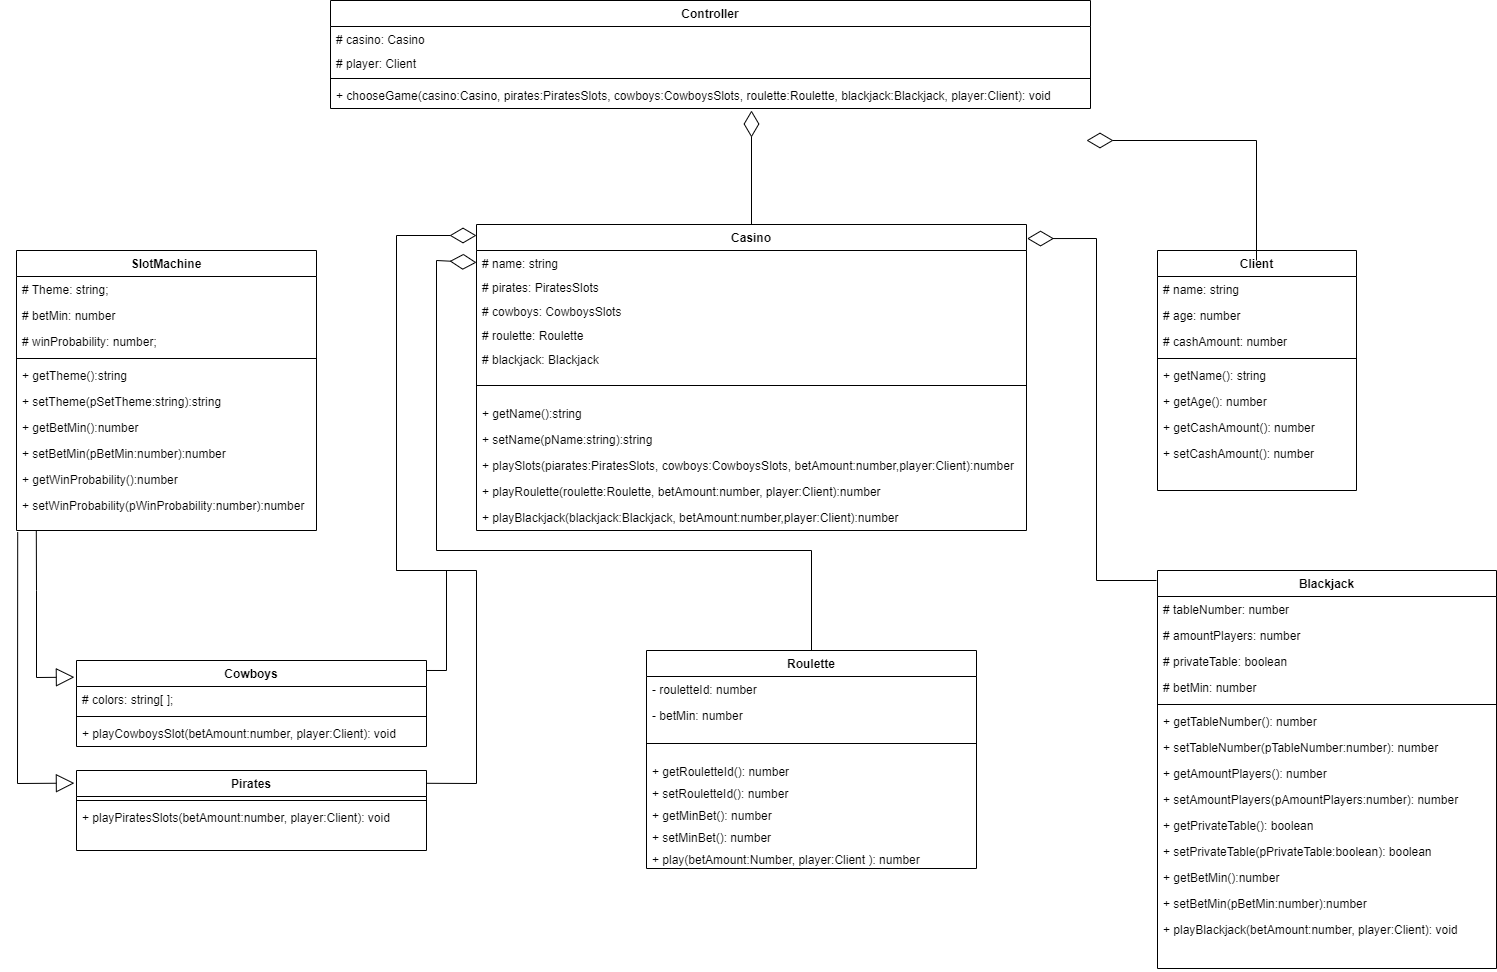 Controller
# casino: Casino
# player: Client
+ chooseGame(casino:Casino, pirates:PiratesSlots, cowboys:CowboysSlots, roulette:Roulette, blackjack:Blackjack, player:Client): void
Casino
# name: string
# pirates: PiratesSlots
# cowboys: CowboysSlots
# roulette: Roulette
# blackjack: Blackjack
+ getName():string
+ setName(pName:string):string
+ playSlots(piarates:PiratesSlots, cowboys:CowboysSlots, betAmount:number,player:Client):number
+ playRoulette(roulette:Roulette, betAmount:number, player:Client):number
+ playBlackjack(blackjack:Blackjack, betAmount:number,player:Client):number
SlotMachine
# Theme: string;
# betMin: number
# winProbability: number;
+ getTheme():string
+ setTheme(pSetTheme:string):string
+ getBetMin():number
+ setBetMin(pBetMin:number):number
+ getWinProbability():number
+ setWinProbability(pWinProbability:number):number
Client
# name: string
# age: number
# cashAmount: number
+ getName(): string
+ getAge(): number
+ getCashAmount(): number
+ setCashAmount(): number
Cowboys
# colors: string[ ];
+ playCowboysSlot(betAmount:number, player:Client): void
Pirates
+ playPiratesSlots(betAmount:number, player:Client): void
Roulette
- rouletteId: number
- betMin: number
+ getRouletteId(): number
+ setRouletteId(): number
+ getMinBet(): number
+ setMinBet(): number
+ play(betAmount:Number, player:Client ): number
Blackjack
# tableNumber: number
# amountPlayers: number
# privateTable: boolean
# betMin: number
+ getTableNumber(): number
+ setTableNumber(pTableNumber:number): number
+ getAmountPlayers(): number
+ setAmountPlayers(pAmountPlayers:number): number
+ getPrivateTable(): boolean
+ setPrivateTable(pPrivateTable:boolean): boolean
+ getBetMin():number
+ setBetMin(pBetMin:number):number
+ playBlackjack(betAmount:number, player:Client): void